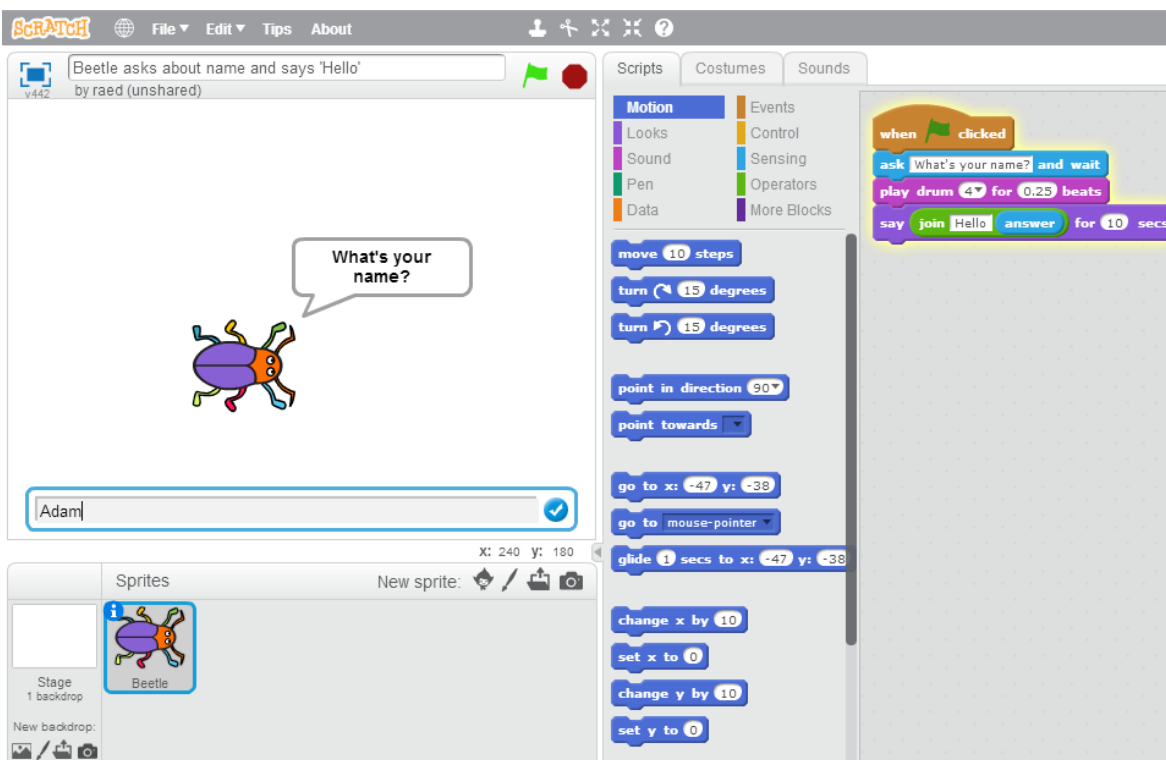 SCRATCH File Edit Tips About
v442
Beetle asks about name and says 'Hello'
by raed (unshared)
What's your
name?
Adam
X: 240 y: 180
Sprites
New sprite:
Stage
1 backdrop
New backdrop:
Beetle
Scripts Costumes Sounds
Motion Events
Looks Control
Sound Sensing
Pen Operators
Data More Blocks
move 10 steps
turn 15 degrees
turn 15 degrees
point in direction 90
point towards
go to x: -47 y: -38
go to mouse-pointer
glide 1 secs to x: -47 y: -38
change x by 10
set x to 0
change y by 10
set y to 0
when clicked
ask What's your name? and wait
play drum 4 for 0.25 beats
say join Hello answer for 10 secs